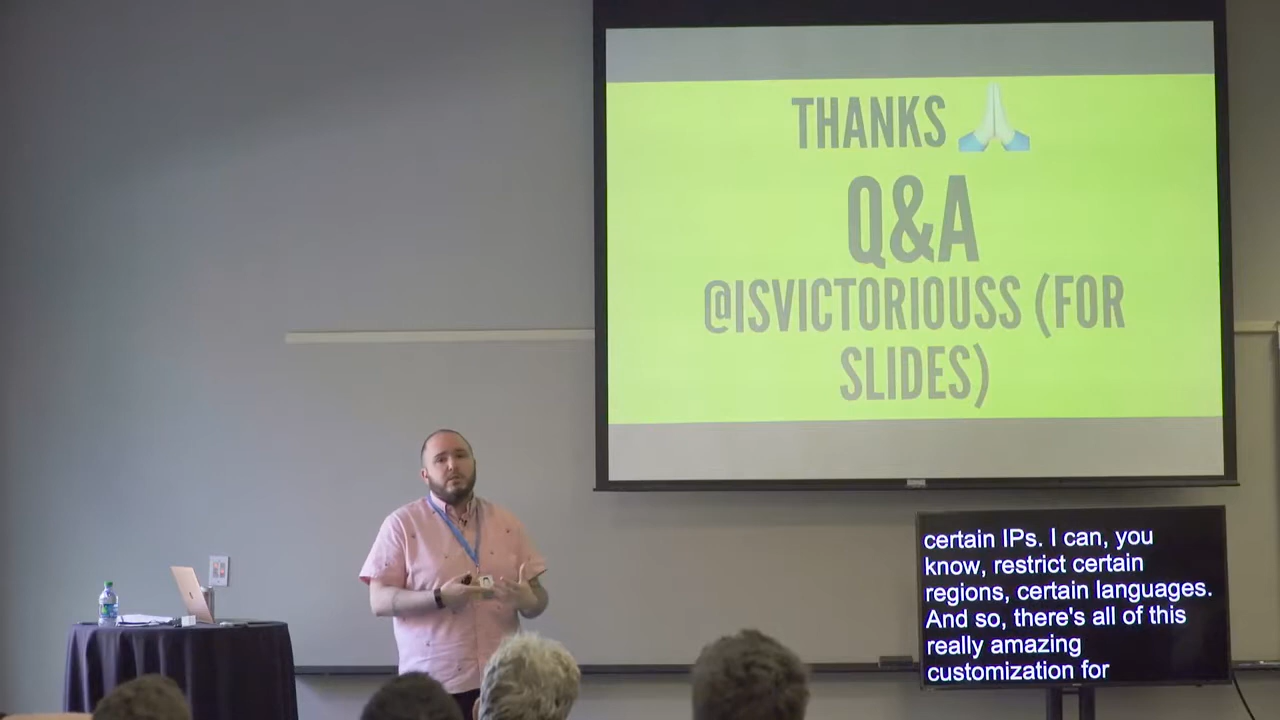 THANKS 🙏🏻
Q&A
@ISVICTORIOUSS (FOR
SLIDES)
certain IPs. I can, you
know, restrict certain
regions, certain languages.
And so, there's all of this
really amazing
customization for